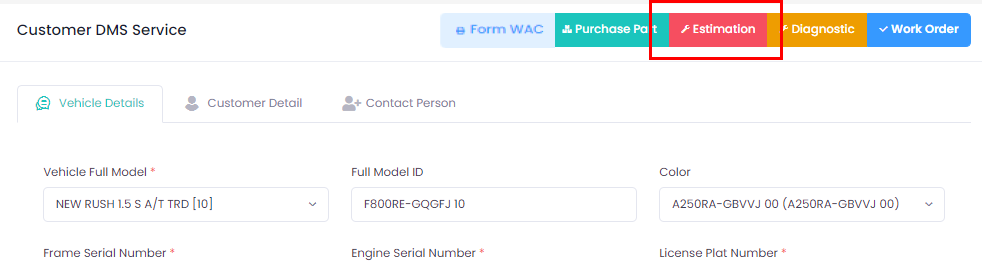 Customer DMS Service
Form WAC Purchase Part Estimation Diagnostic Work Order
Vehicle Details Customer Detail Contact Person
Vehicle Full Model * Full Model ID Color
NEW RUSH 1.5 S A/T TRD [10] F800RE-GQGFJ 10 A250RA-GBVVJ 00 (A250RA-GBVVJ 00)
Frame Serial Number * Engine Serial Number * License Plat Number *